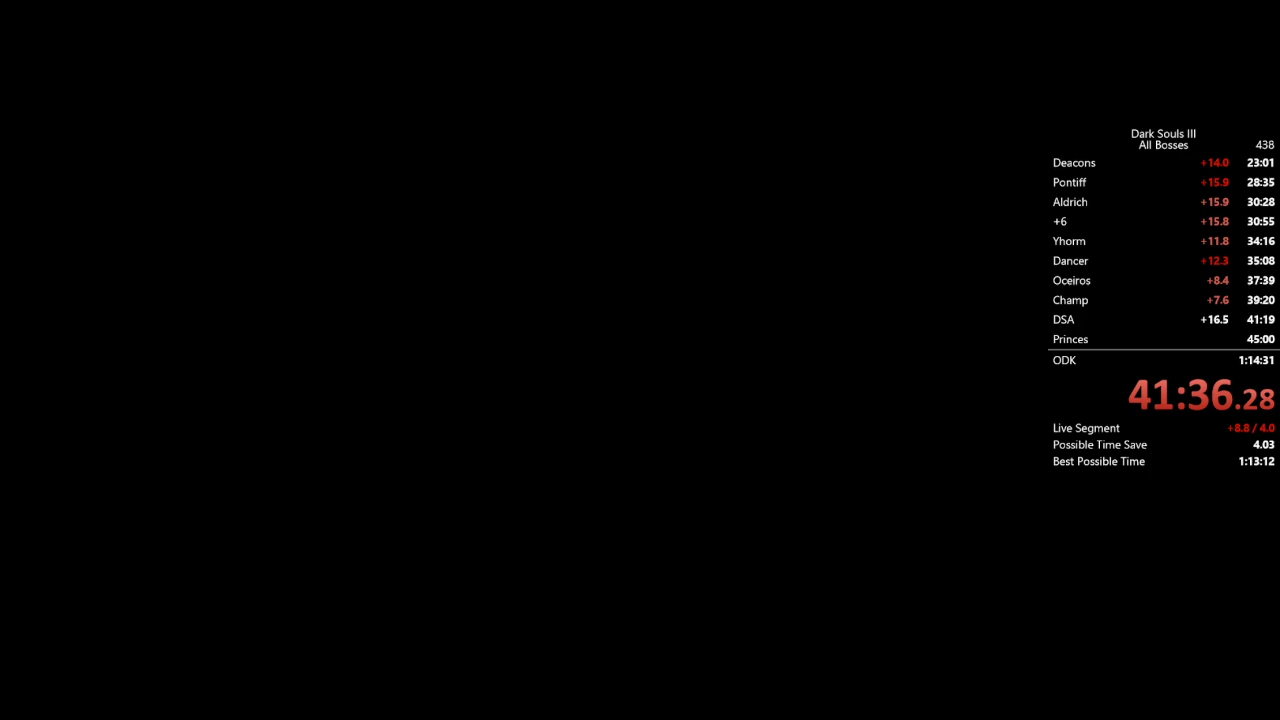 Dark Souls III
All Bosses 438
Deacons +14.0 23:01
Pontiff +15.9 28:35
Aldrich +15.9 30:28
+6 +15.8 30:55
Yhorm +11.8 34:16
Dancer +12.3 35:08
Oceiros +8.4 37:39
Champ +7.6 39:20
DSA +16.5 41:19
Princes 45:00
ODK 1:14:31
41:36.28
Live Segment +8.8 / 4.0
Possible Time Save 4.03
Best Possible Time 1:13:12